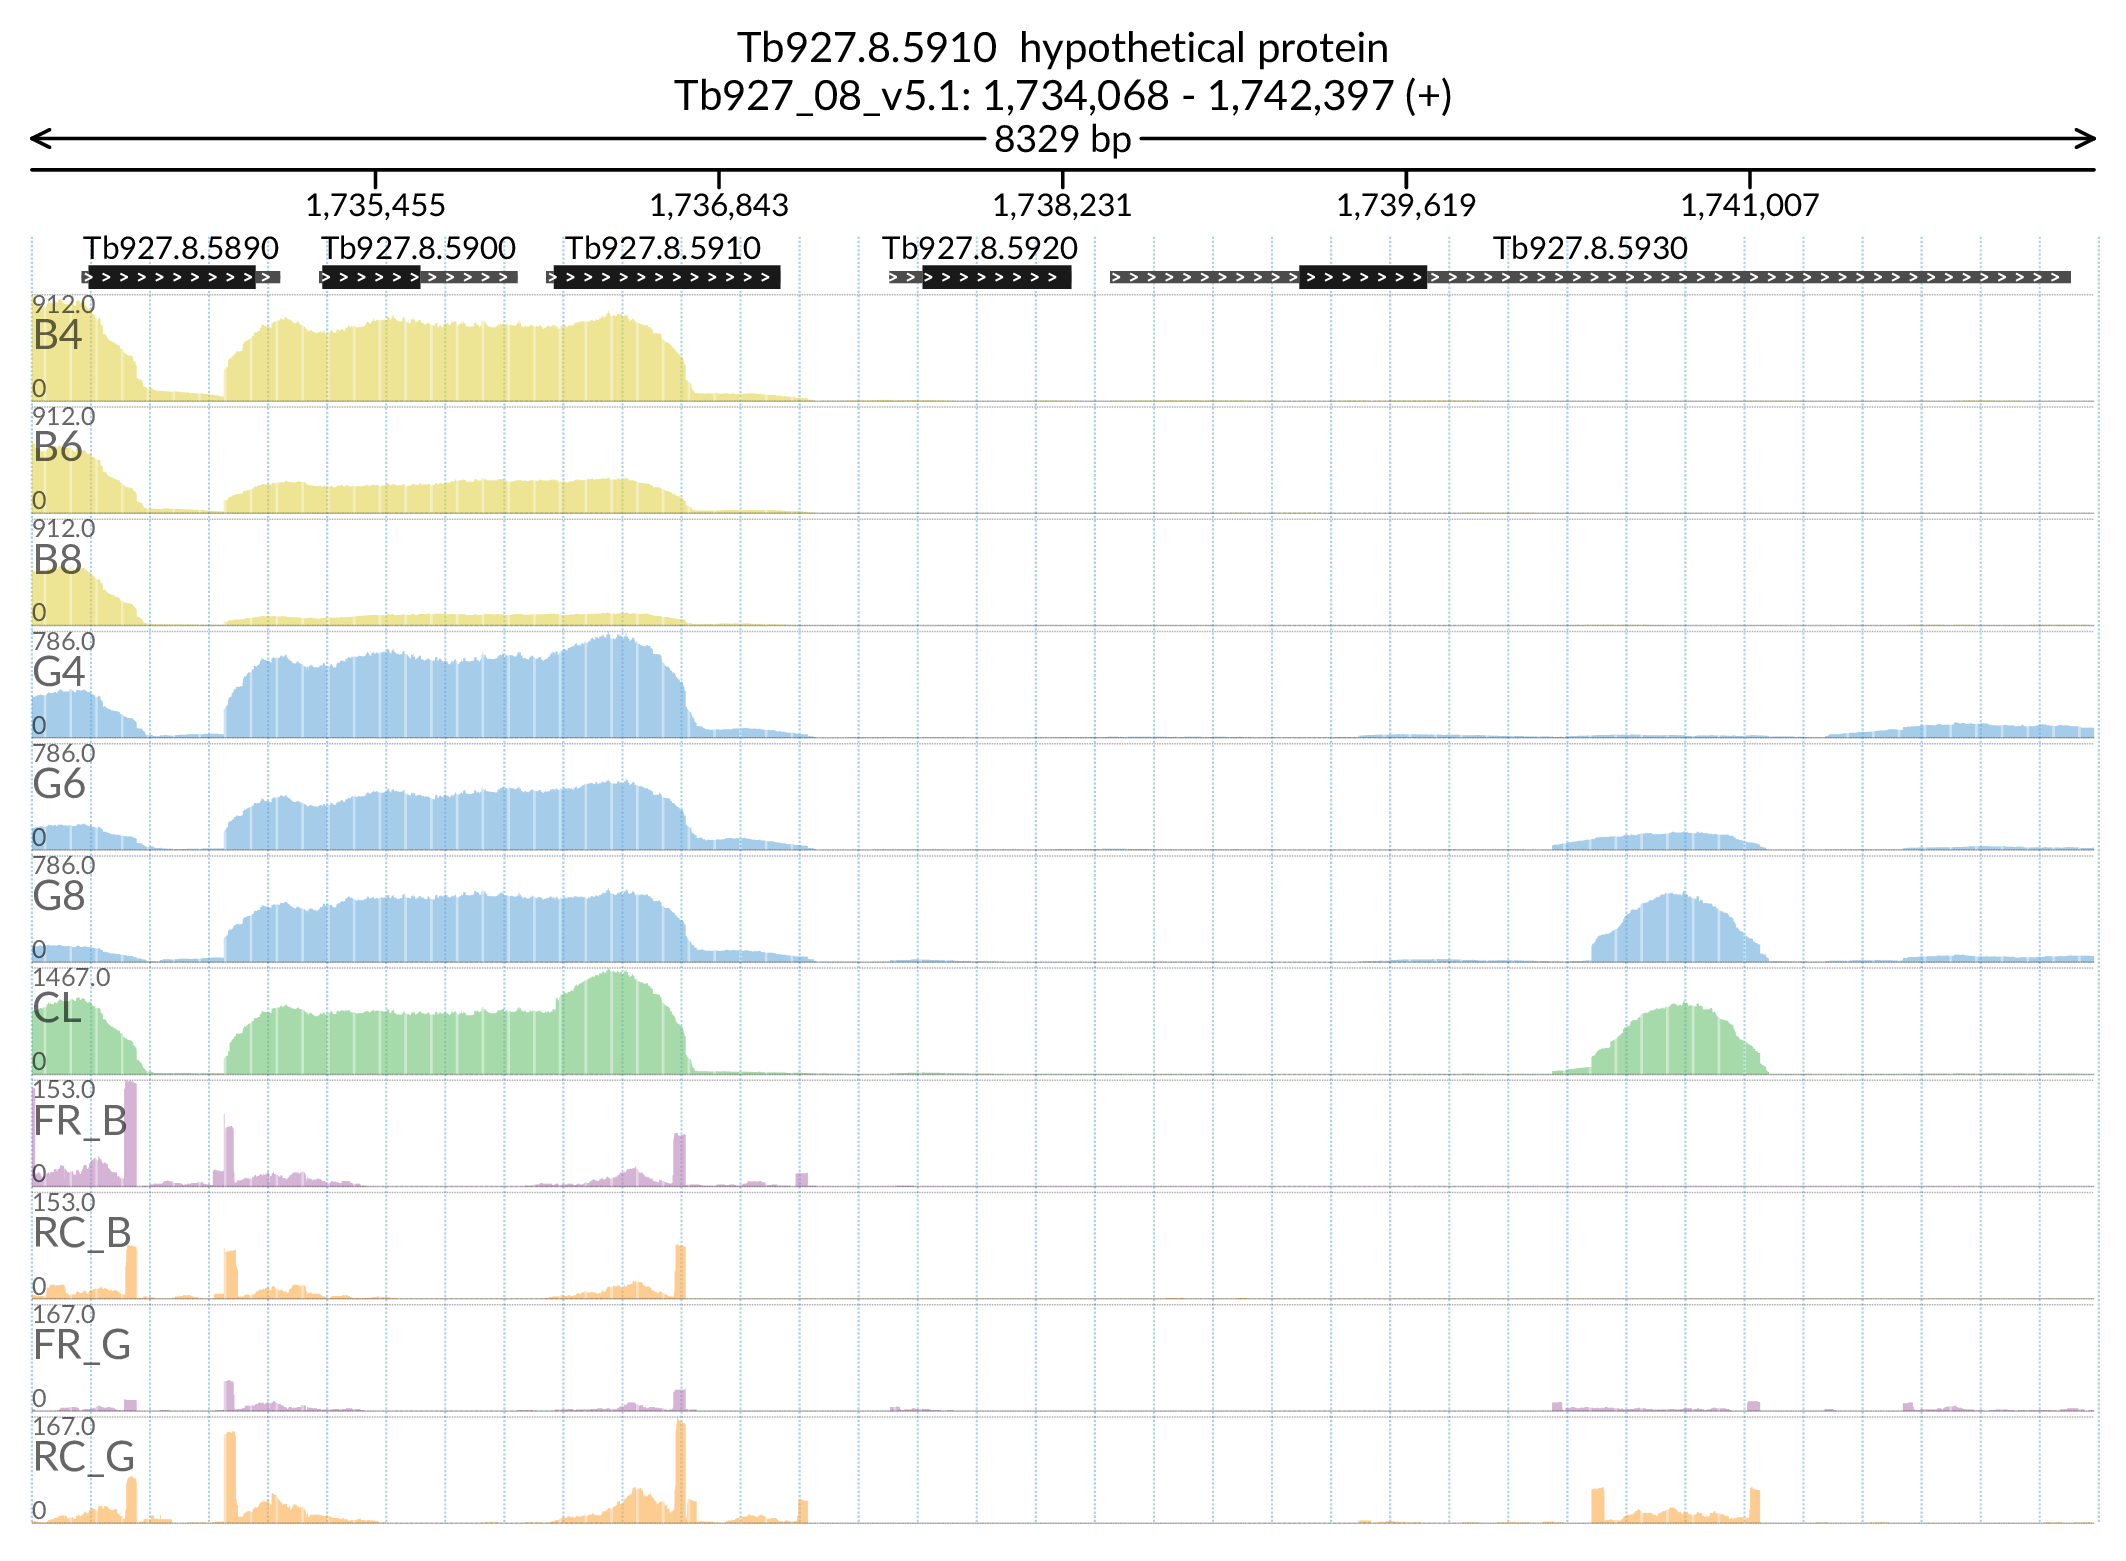 Tb927.8.5910 hypothetical protein
Tb927_08_v5.1: 1,734,068 - 1,742,397 (+)
8329 bp
1,735,455 1,736,843 1,738,231 1,739,619 1,741,007
Tb927.8.5890 Tb927.8.5900 Tb927.8.5910 Tb927.8.5920 Tb927.8.5930
912.0
B4
0
912.0
B6
0
912.0
B8
0
786.0
G4
0
786.0
G6
0
786.0
G8
0
1467.0
CL
0
153.0
FR_B
0
153.0
RC_B
0
167.0
FR_G
0
167.0
RC_G
0